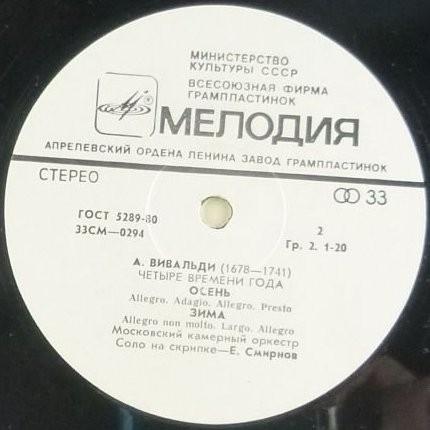 МИНИСТЕРСТВО
КУЛЬТУРЫ СССР
ВСЕСОЮЗНАЯ ФИРМА
ГРАМПЛАСТИНОК
МЕЛОДИЯ
АПРЕЛЕВСКИЙ ОРДЕНА ЛЕНИНА ЗАВОД ГРАМПЛАСТИНОК
СТЕРЕО 33
ГОСТ 5289-80 2
33СМ—0294 Гр. 2. 1-20
А. ВИВАЛЬДИ (1678—1741)
ЧЕТЫРЕ ВРЕМЕНИ ГОДА
ОСЕНЬ
Allegro. Adagio. Allegro. Presto
ЗИМА
Allegro non molto. Largo. Allegro
Московский камерный оркестр
Соло на скрипке—Е. Смирнов